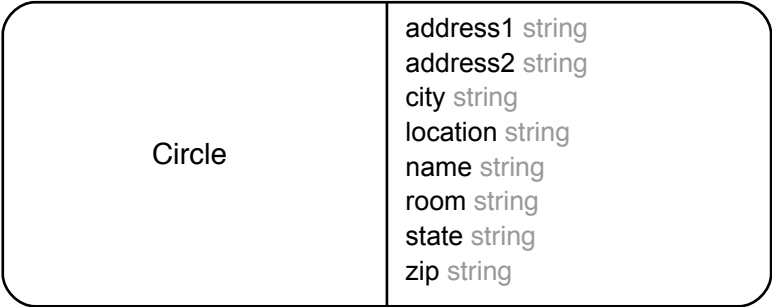 Circle
address1 string
address2 string
city string
location string
name string
room string
state string
zip string